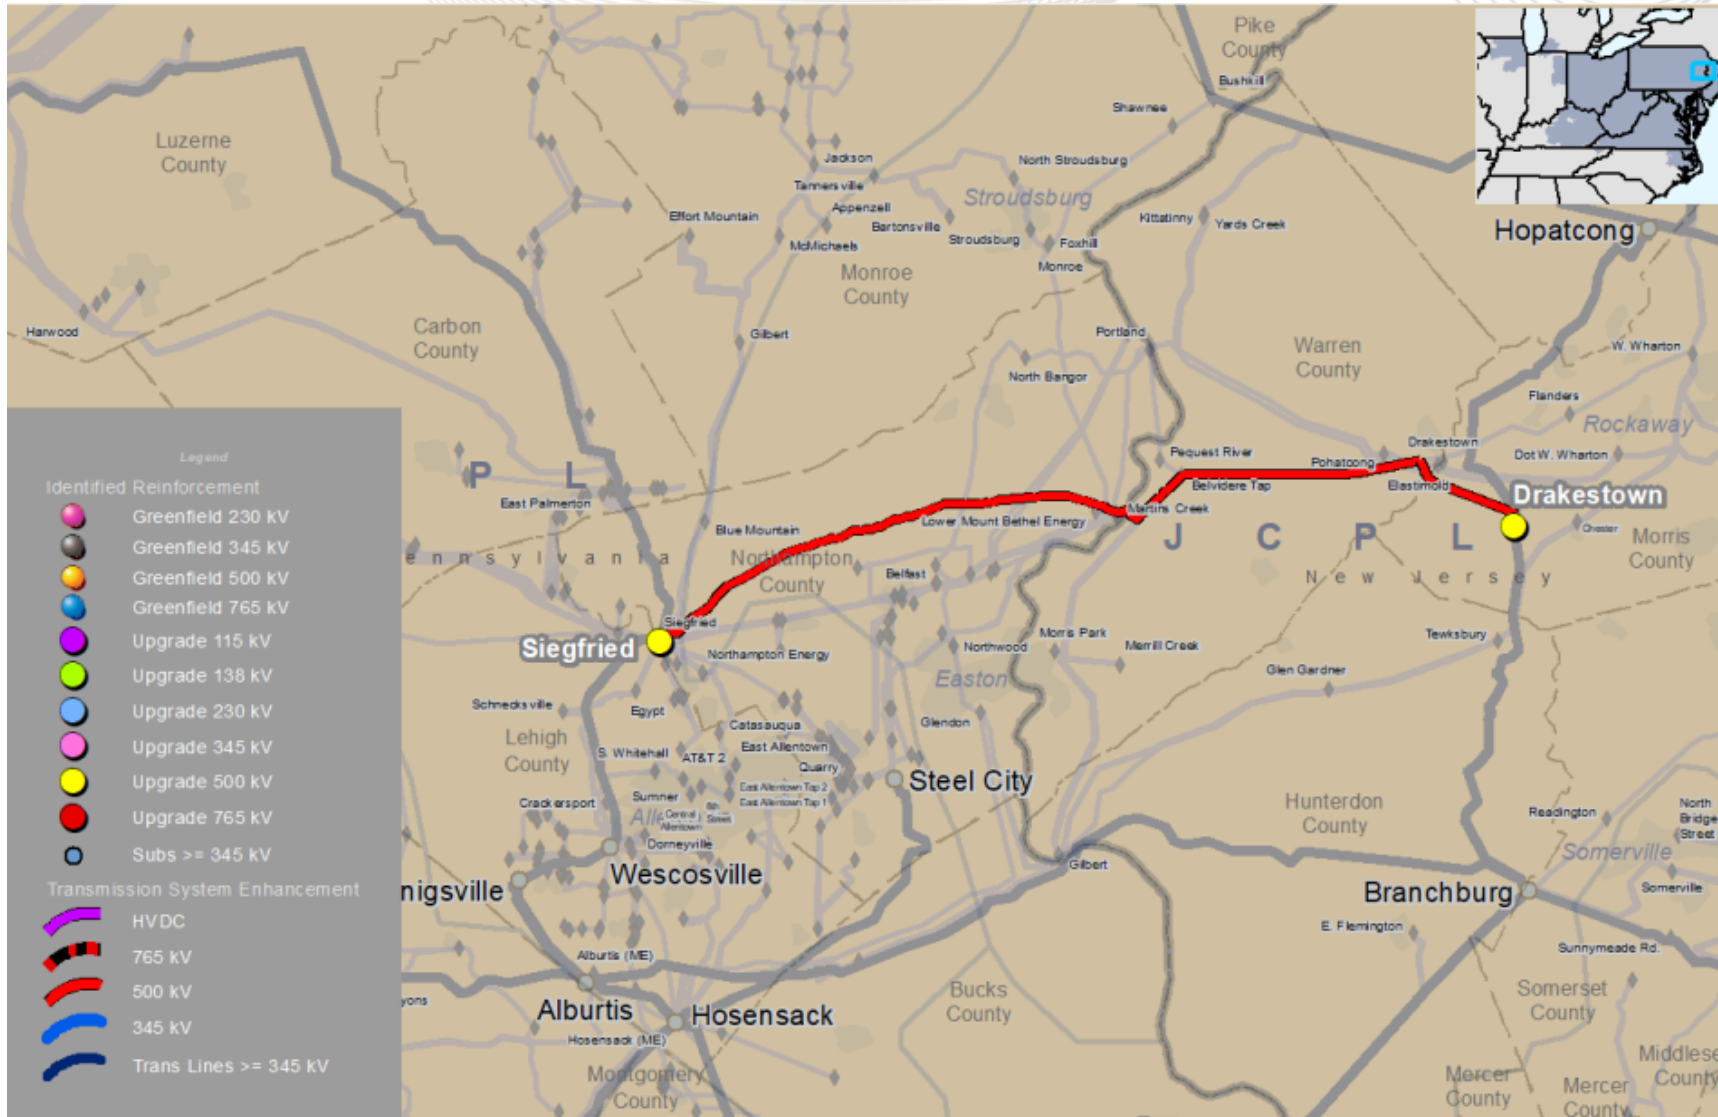 Pike
County
Bushkill
Shawnee
Luzerne
County
Jackson
North Stroudsburg
Tannersville
Stroudsburg
Appenzell
Effort Mountain
Bartonsville
Kittatinny
Yards Creek
Hopatcong
McMichaels
Stroudsburg
Foxhill
Monroe
Monroe
County
Harwood
Carbon
County
Gilbert
Portland
Warren
County
W. Wharton
North Bangor
Flanders
Rockaway
Drakestown
Pequest River
Pohatcong
Dot W. Wharton
P L
Belvidere Tap
Elastimold
Drakestown
East Palmerton
Blue Mountain
Lower Mount Bethel Energy
Martins Creek
Chester
J C P L
Morris
County
ennsylvania
Northampton
County
Belfast
New Jersey
Siegfried
Siegfried
Northampton Energy
Northwood
Morris Park
Merrill Creek
Tewksbury
Glen Gardner
Easton
Schnecksville
Egypt
Catasauqua
Glendon
Lehigh
County
S. Whitehall
AT&T 2
East Allentown
Quarry
Steel City
East Allentown Tap 2
East Allentown Tap 1
Crackersport
Sumner
Central
Allentown
8th
Street
Dorneyville
Hunterdon
County
Readington
North
Bridge
Street
Somerville
Somerville
Wescosville
Gilbert
nigsville
Branchburg
E. Flemington
Sunnymede Rd.
Alburtis (ME)
Alburtis
Hosensack
Hosensack (ME)
yons
Bucks
County
Somerset
County
Montgomery
County
Mercer
County
Mercer
County
Middlese
County
Legend
Identified Reinforcement
Greenfield 230 kV
Greenfield 345 kV
Greenfield 500 kV
Greenfield 765 kV
Upgrade 115 kV
Upgrade 138 kV
Upgrade 230 kV
Upgrade 345 kV
Upgrade 500 kV
Upgrade 765 kV
Subs >= 345 kV
Transmission System Enhancement
HVDC
765 kV
500 kV
345 kV
Trans Lines >= 345 kV